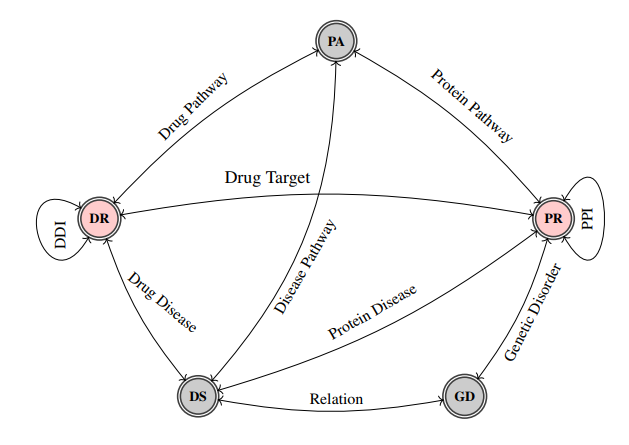 PA
Drug Pathway
Protein Pathway
Drug Target
DR
PR
DDI
PPI
Disease Pathway
Drug Disease
Protein Disease
Genetic Disorder
DS
GD
Relation